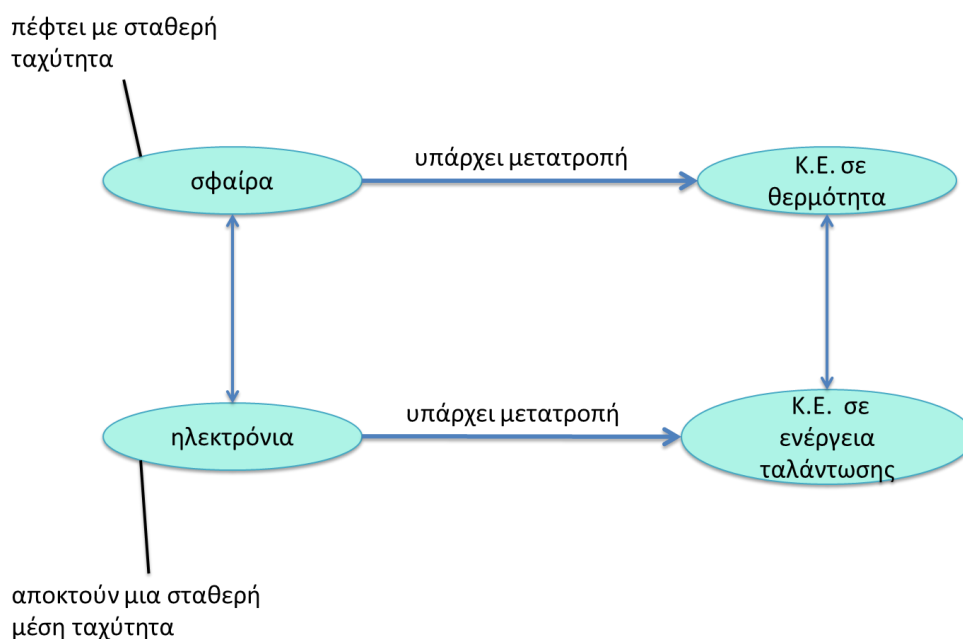 πέφτει με σταθερή
ταχύτητα
σφαίρα
υπάρχει μετατροπή
Κ.Ε. σε
θερμότητα
ηλεκτρόνια
υπάρχει μετατροπή
Κ.Ε. σε
ενέργεια
ταλάντωσης
αποκτούν μια σταθερή
μέση ταχύτητα